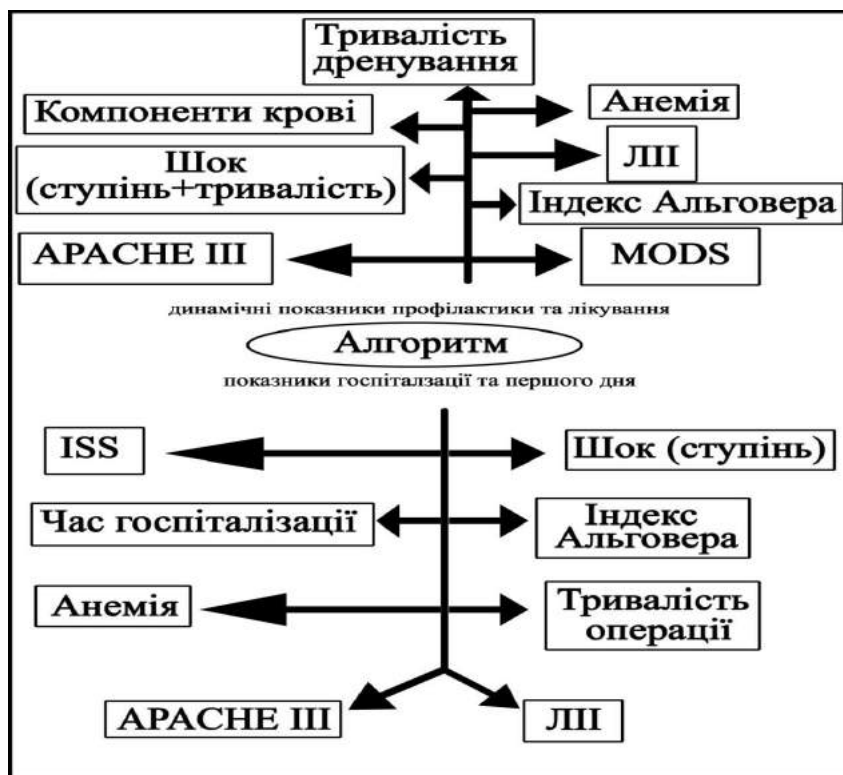 Тривалість
дренування
Компоненти крові
Анемія
Шок
(ступінь+тривалість)
ЛІІ
Індекс Альговера
APACHE III
MODS
динамічні показники профілактики та лікування
Алгоритм
показники госпіталзації та першого дня
ISS
Шок (ступінь)
Час госпіталізації
Індекс
Альговера
Анемія
Тривалість
операції
APACHE III
ЛІІ